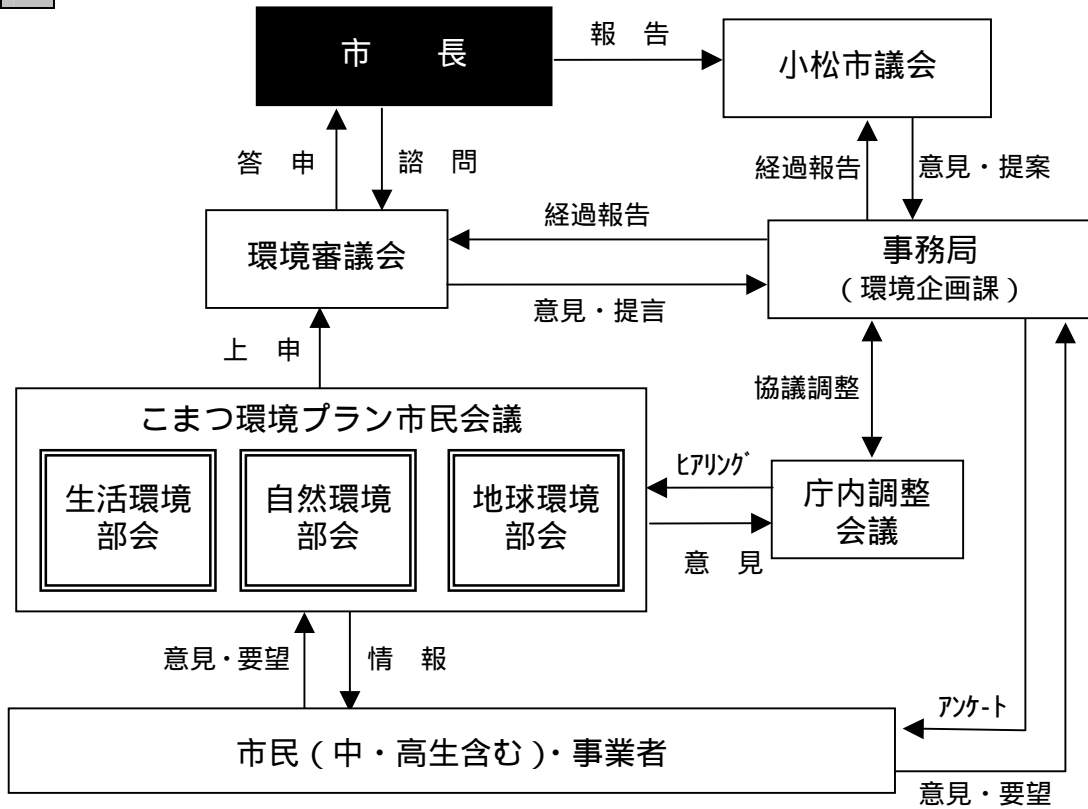 市　　長
報　告
小松市議会
答　申
諮　問
経過報告
意見・提案
環境審議会
経過報告
意見・提言
事務局
（環境企画課）
上　申
協議調整
こまつ環境プラン市民会議
生活環境
部会
自然環境
部会
地球環境
部会
ﾋｱﾘﾝｸﾞ
意　見
庁内調整
会議
意見・要望
情　報
ｱﾝｹｰﾄ
市民（中・高生含む）・事業者
意見・要望